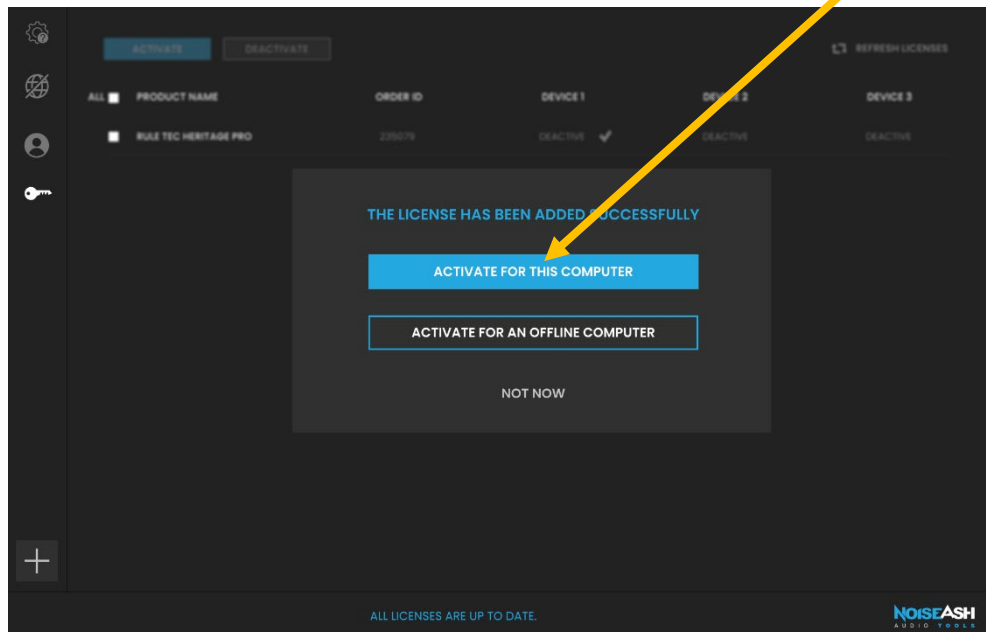 ACTIVATE DEACTIVATE REFRESH LICENSES
ALL PRODUCT NAME ORDER ID DEVICE 1 DEVICE 2 DEVICE 3
RULE TEC HERITAGE PRO 235079 DEACTIVE DEACTIVE DEACTIVE
THE LICENSE HAS BEEN ADDED SUCCESSFULLY
ACTIVATE FOR THIS COMPUTER
ACTIVATE FOR AN OFFLINE COMPUTER
NOT NOW
ALL LICENSES ARE UP TO DATE.
NOISEASH
AUDIO TOOLS